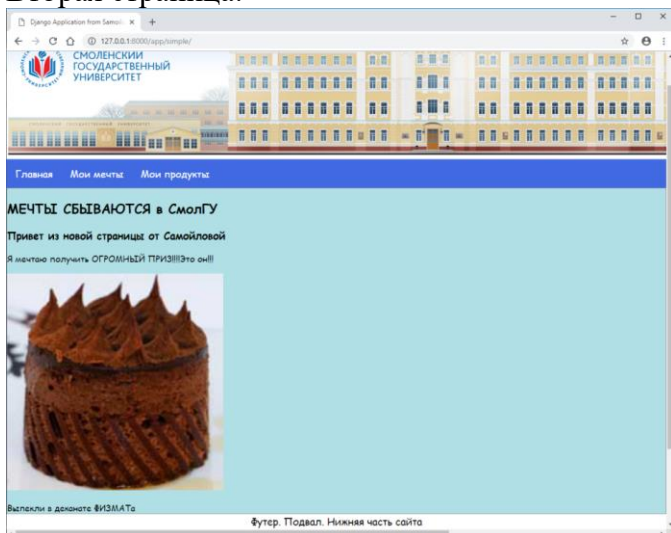 Вторая страница.
Django Application from Samoil
127.0.0.1:8000/app/simple/
СМОЛЕНСКИЙ
ГОСУДАРСТВЕННЫЙ
УНИВЕРСИТЕТ
Главная Мои мечты Мои продукты
МЕЧТЫ СБЫВАЮТСЯ в СмолГУ
Привет из новой страницы от Самойловой
Я мечтаю получить ОГРОМНЫЙ ПРИЗ!!!!Это он!!!
Выпекли в деканате ФИЗМАТа
Футер. Подвал. Нижняя часть сайта